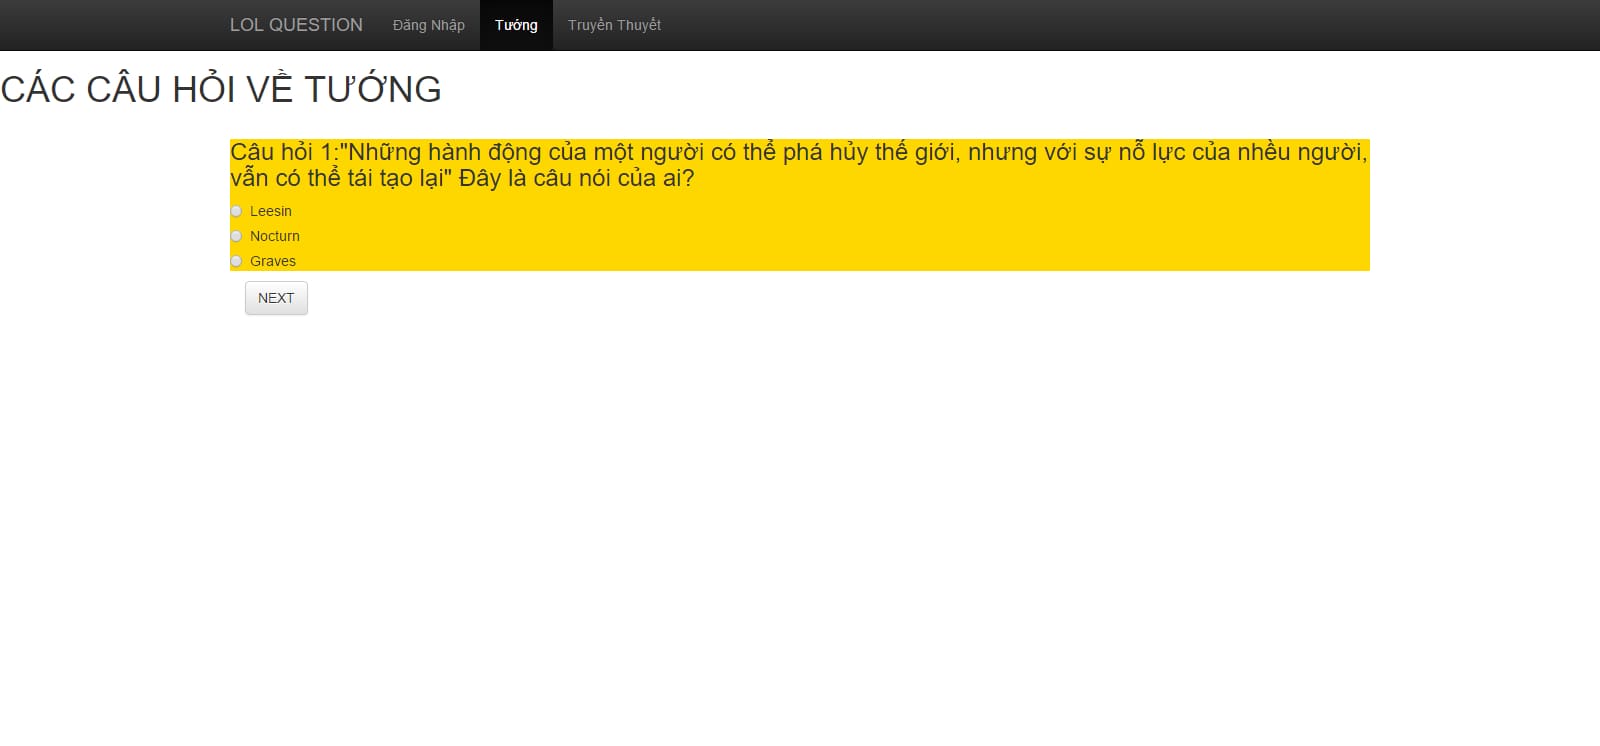 LOL QUESTION Đăng Nhập Tướng Truyền Thuyết
CÁC CÂU HỎI VỀ TƯỚNG
Câu hỏi 1:"Những hành động của một người có thể phá hủy thế giới, nhưng với sự nỗ lực của nhều người,
vẫn có thể tái tạo lại" Đây là câu nói của ai?
Leesin
Nocturn
Graves
NEXT